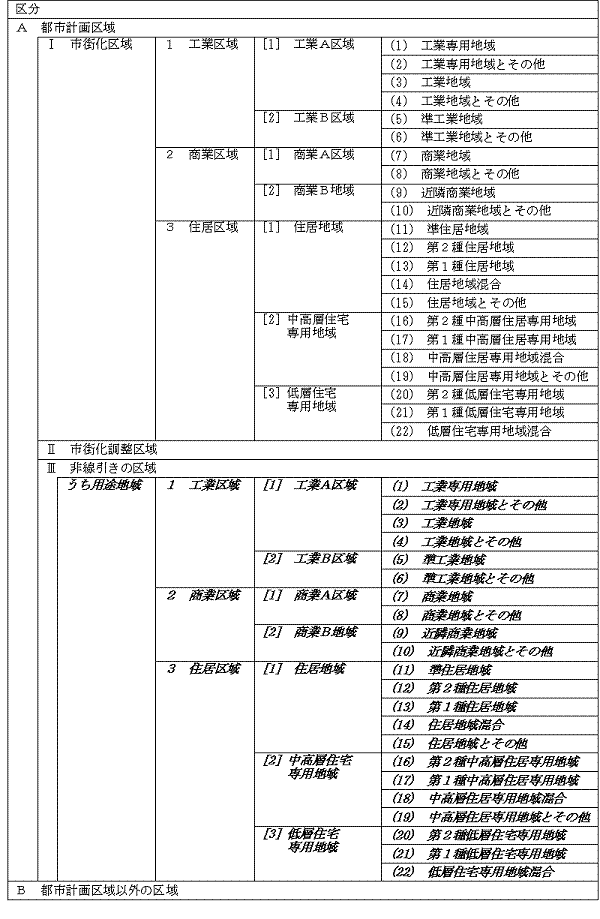 区分
Ａ　都市計画区域
Ⅰ　市街化区域　１　工業区域　[1]　工業Ａ区域　(1)　工業専用地域
(2)　工業専用地域とその他
(3)　工業地域
(4)　工業地域とその他
[2]　工業Ｂ区域　(5)　準工業地域
(6)　準工業地域とその他
２　商業区域　[1]　商業Ａ区域　(7)　商業地域
(8)　商業地域とその他
[2]　商業Ｂ地域　(9)　近隣商業地域
(10)　近隣商業地域とその他
３　住居区域　[1]　住居地域　(11)　準住居地域
(12)　第２種住居地域
(13)　第１種住居地域
(14)　住居地域混合
(15)　住居地域とその他
[2]　中高層住宅　(16)　第２種中高層住居専用地域
専用地域　(17)　第１種中高層住居専用地域
(18)　中高層住居専用地域混合
(19)　中高層住居専用地域とその他
[3]　低層住宅　(20)　第２種低層住宅専用地域
専用地域　(21)　第１種低層住宅専用地域
(22)　低層住宅専用地域混合
Ⅱ　市街化調整区域
Ⅲ　非線引きの区域
うち用途地域　１　工業区域　[1]　工業Ａ区域　(1)　工業専用地域
(2)　工業専用地域とその他
(3)　工業地域
(4)　工業地域とその他
[2]　工業Ｂ区域　(5)　準工業地域
(6)　準工業地域とその他
２　商業区域　[1]　商業Ａ区域　(7)　商業地域
(8)　商業地域とその他
[2]　商業Ｂ地域　(9)　近隣商業地域
(10)　近隣商業地域とその他
３　住居区域　[1]　住居地域　(11)　準住居地域
(12)　第２種住居地域
(13)　第１種住居地域
(14)　住居地域混合
(15)　住居地域とその他
[2]　中高層住宅　(16)　第２種中高層住居専用地域
専用地域　(17)　第１種中高層住居専用地域
(18)　中高層住居専用地域混合
(19)　中高層住居専用地域とその他
[3]　低層住宅　(20)　第２種低層住宅専用地域
専用地域　(21)　第１種低層住宅専用地域
(22)　低層住宅専用地域混合
Ｂ　都市計画区域以外の区域